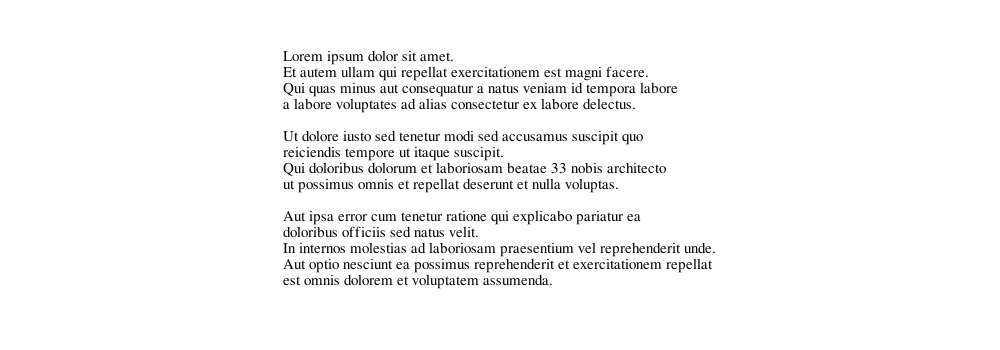 Lorem ipsum dolor sit amet.
Et autem ullam qui repellat exercitationem est magni facere.
Qui quas minus aut consequatur a natus veniam id tempora labore
a labore voluptates ad alias consectetur ex labore delectus.

Ut dolore iusto sed tenetur modi sed accusamus suscipit quo
reiciendis tempore ut itaque suscipit.
Qui doloribus dolorum et laboriosam beatae 33 nobis architecto
ut possimus omnis et repellat deserunt et nulla voluptas.

Aut ipsa error cum tenetur ratione qui explicabo pariatur ea
doloribus officiis sed natus velit.
In internos molestias ad laboriosam praesentium vel reprehenderit unde.
Aut optio nesciunt ea possimus reprehenderit et exercitationem repellat
est omnis dolorem et voluptatem assumenda.